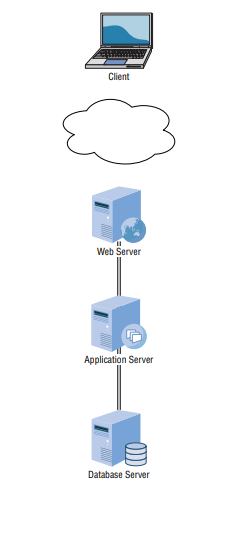 Client
Web Server
Application Server
Database Server